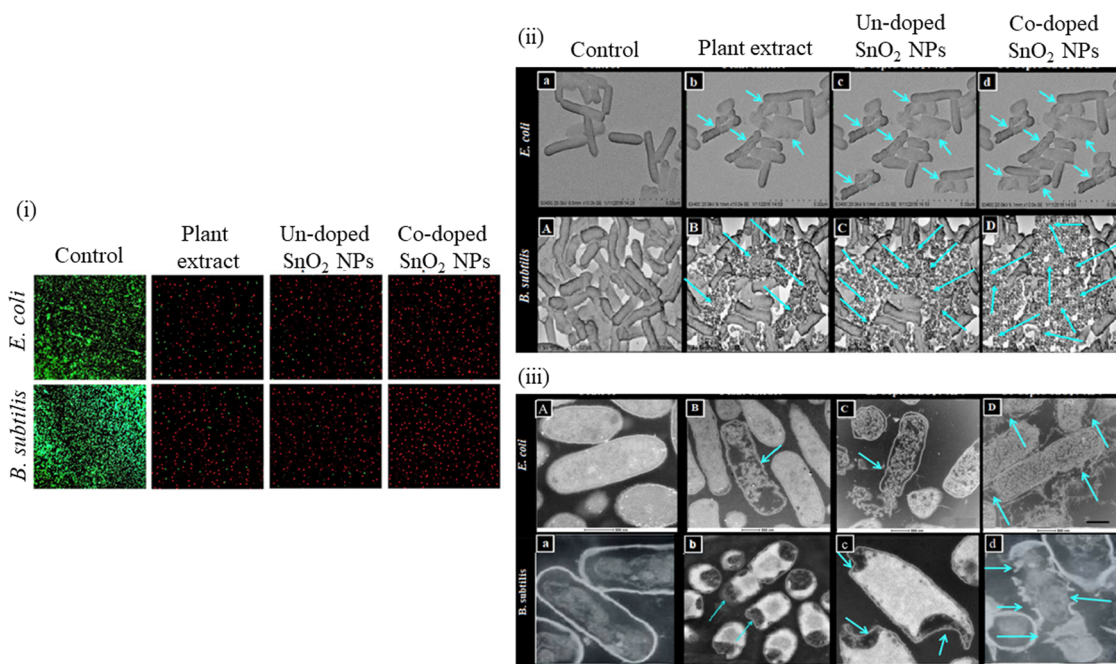 (i)
Control
Plant
extract
Un-doped
SnO₂ NPs
Co-doped
SnO₂ NPs
E. coli
B. subtilis
(ii)
Control
Plant extract
Un-doped
SnO₂ NPs
Co-doped
SnO₂ NPs
E. coli
a
b
c
d
B. subtilis
A
B
C
D
(iii)
E. coli
A
B
C
D
B. subtilis
a
b
c
d